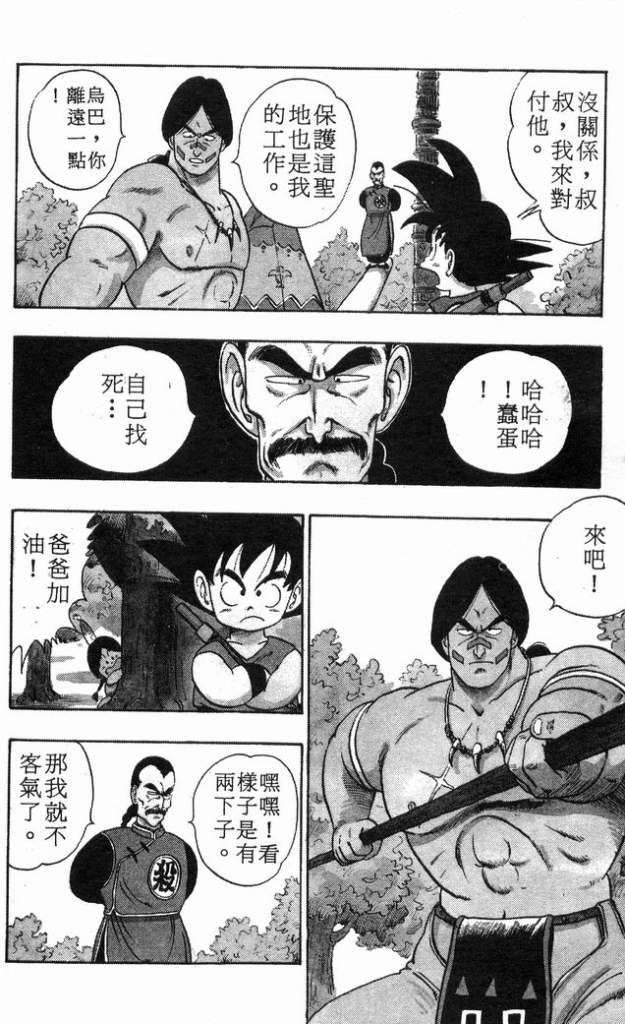 沒關係，叔
叔，我來對
付他。
保護這聖
地也是我
的工作。
烏巴，你
離遠一點
！
哈哈哈
！蠢蛋
！
自己找
死…
來吧！
爸爸加
油！
嘿嘿！看
樣子是有
兩下子。
那我就不
客氣了。
殺